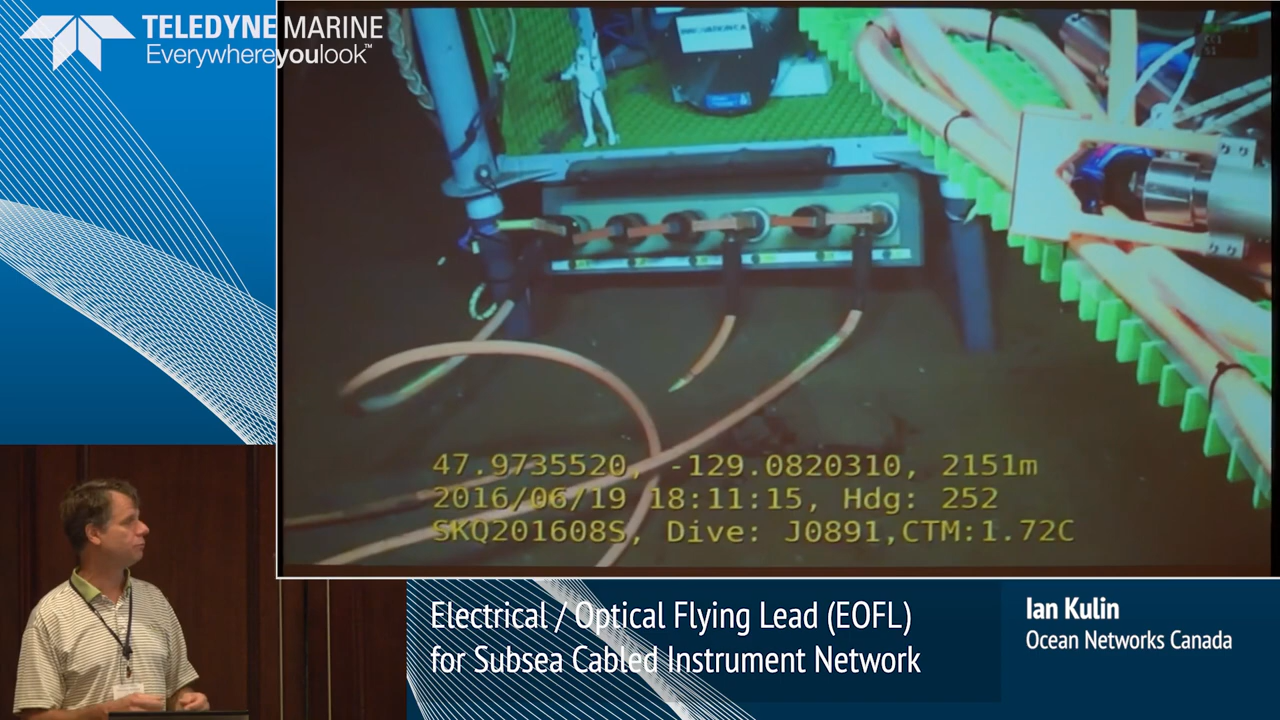 TELEDYNE MARINE
Everywhereyoulook™
47.9735520, -129.0820310, 2151m
2016/06/19 18:11:15, Hdg: 252
SKQ201608S, Dive: J0891,CTM:1.72C
Electrical / Optical Flying Lead (EOFL)
for Subsea Cabled Instrument Network
Ian Kulin
Ocean Networks Canada